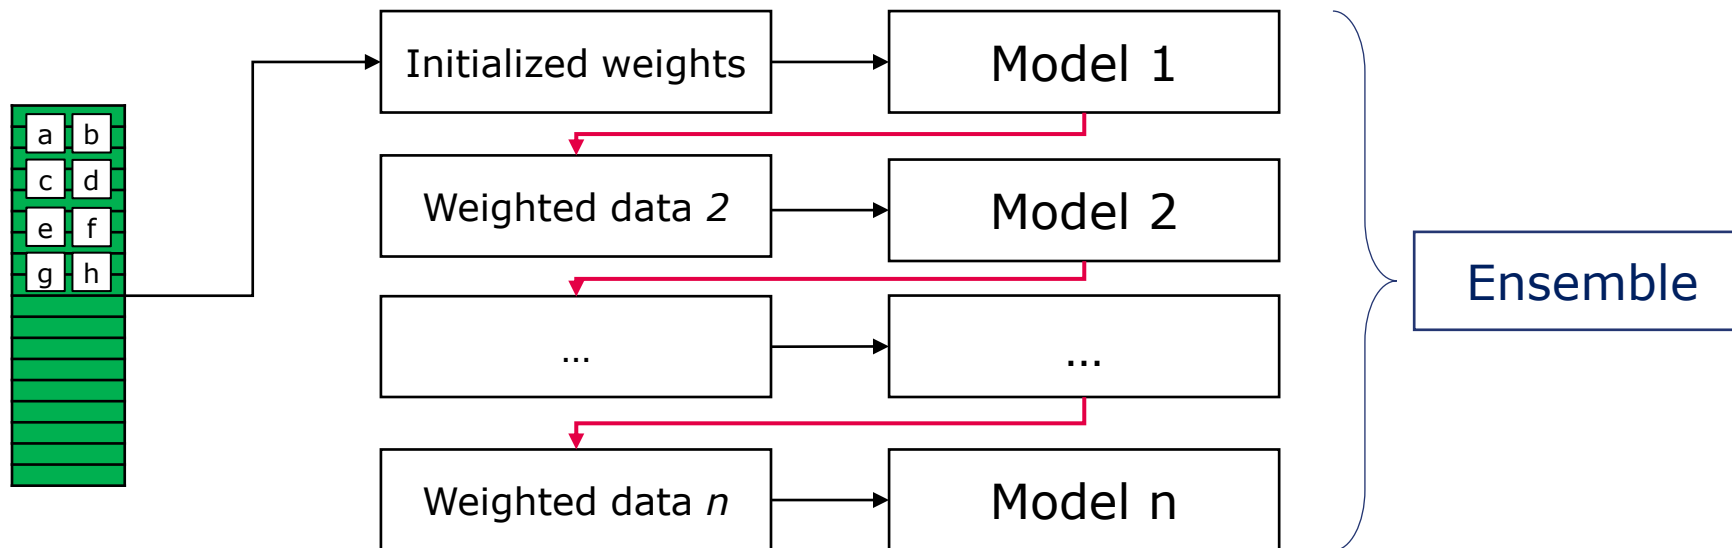 a b
c d
e f
g h
Initialized weights
Model 1
Weighted data 2
Model 2
...
...
Weighted data n
Model n
Ensemble